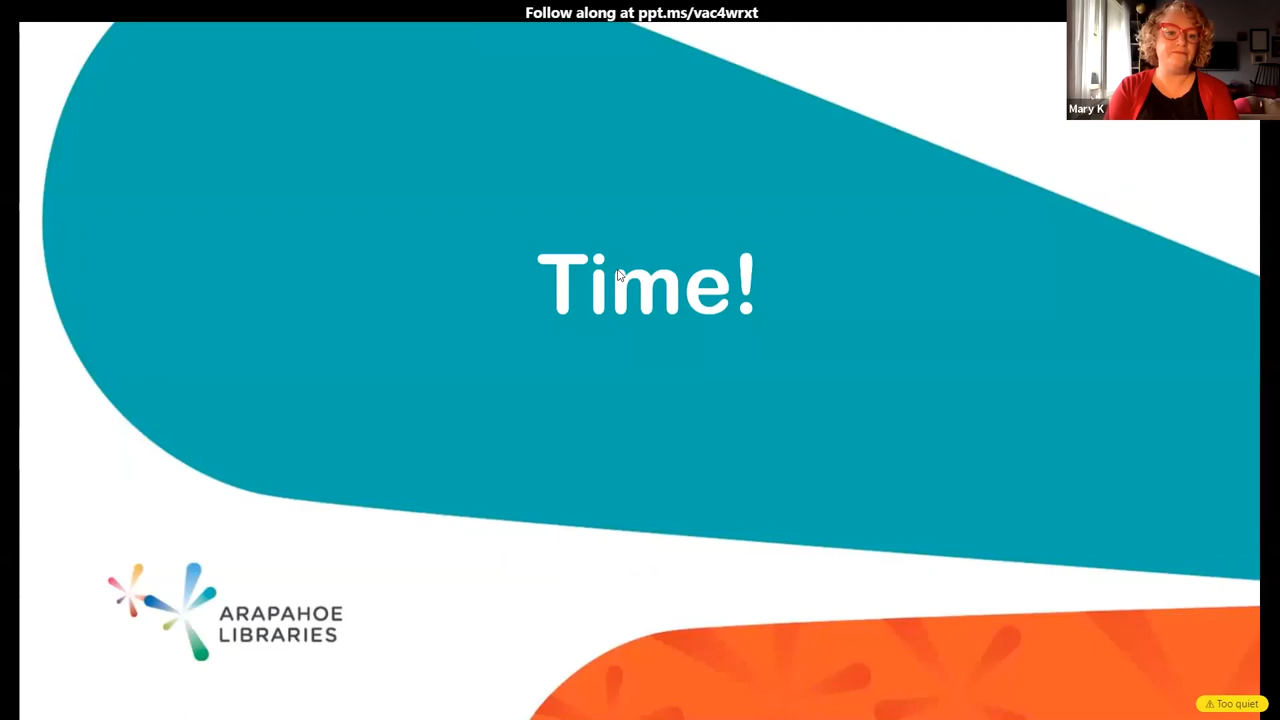 Follow along at ppt.ms/vac4wrxt
Mary K
Time!
ARAPAHOE
LIBRARIES
⚠ Too quiet